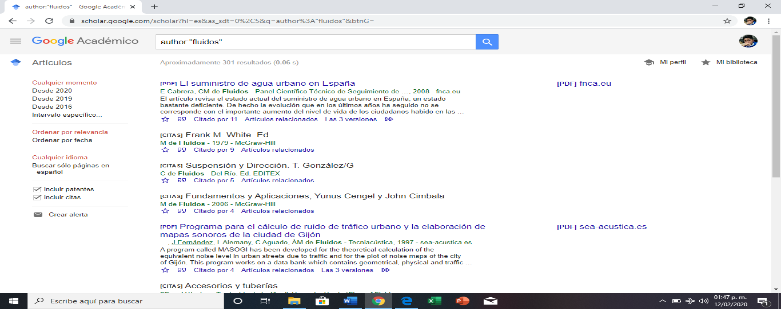 author "fluidos" - Google Académico
scholar.google.com/scholar?hl=es&as_sdt=0%2C5&q=author%3A"fluidos"&btnG=
Google Académico
author "fluidos"
Artículos
Aproximadamente 301 resultados (0.06 s)
Mi perfil
Mi biblioteca
Cualquier momento
Desde 2020
Desde 2019
Desde 2016
Intervalo específico...
Ordenar por relevancia
Ordenar por fecha
Cualquier idioma
Buscar sólo páginas en
español
Incluir patentes
Incluir citas
Crear alerta
[PDF] El suministro de agua urbano en España
E Cabrera, CM de Fluidos - Panel Científico Técnico de Seguimiento de ..., 2008 - fnca.eu
El artículo revisa el estado actual del suministro de agua urbano en España, un estado
bastante deficiente. De hecho la evolución que en los últimos años ha seguido no se
corresponde con el importante aumento del nivel de vida de los ciudadanos habido en las ...
Citado por 11 Artículos relacionados Las 3 versiones
[PDF] fnca.eu
[CITAS] Frank M. White. Ed
M de Fluidos - 1979 - McGraw-Hill
Citado por 9 Artículos relacionados
[CITAS] Suspensión y Dirección. T. González/G
C de Fluidos - Del Río. Ed. EDITEX
Citado por 5 Artículos relacionados
[CITAS] Fundamentos y Aplicaciones, Yunus Cengel y John Cimbala
M de Fluidos - 2006 - McGraw-Hill
Citado por 4 Artículos relacionados
[PDF] Programa para el cálculo de ruido de tráfico urbano y la elaboración de
mapas sonoros de la ciudad de Gijón
J Fernández, I Alemany, C Aguado, ÁM de Fluidos - Tecniacústica, 1997 - sea-acustica.es
A program called MASOGI has been developed for the theoretical calculation of the
equivalent noise level in urban streets due to traffic and for the plot of noise maps of the city
of Gijón. This program works on a data bank which contains geometrical, physical and traffic ...
Citado por 4 Artículos relacionados Las 3 versiones
[PDF] sea-acustica.es
[CITAS] Accesorios y tuberías
Escribe aquí para buscar
01:47 p. m.
12/02/2020